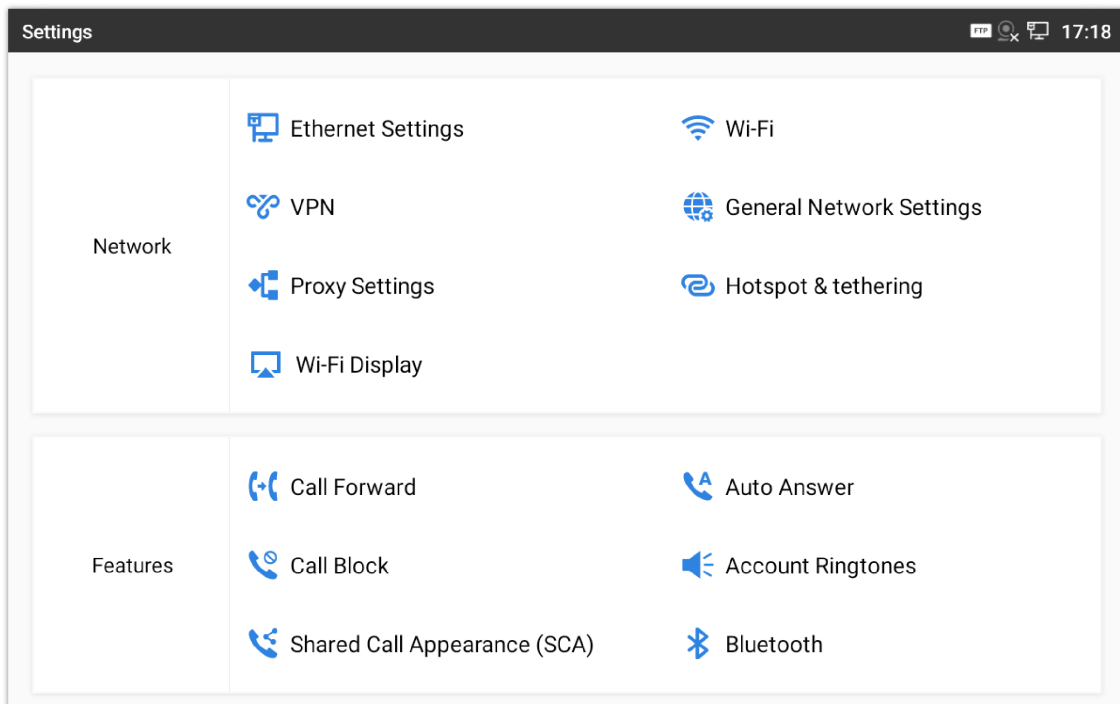 Settings
FTP
17:18
Network
Ethernet Settings
Wi-Fi
VPN
General Network Settings
Proxy Settings
Hotspot & tethering
Wi-Fi Display
Features
Call Forward
A
Auto Answer
Call Block
Account Ringtones
Shared Call Appearance (SCA)
Bluetooth